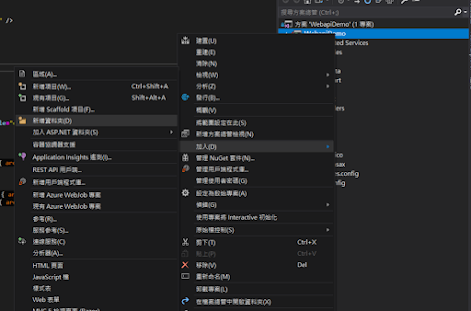 搜尋方案總管 (Ctrl+;)
方案 'WebapiDemo' (1 專案)
WebapiDemo
d Services
建置(U)
重建(E)
清除(N)
檢視(W)
分析(Z)
發行(B)...
概觀(V)
將範圍設定在此(S)
新增方案總管檢視(N)
加入(D)
管理 NuGet 套件(N)...
管理用戶端程式庫...
管理使用者密碼(G)
設定為啟始專案(A)
偵錯(G)
使用專案將 Interactive 初始化
原始檔控制(S)
剪下(T)
Ctrl+X
貼上(P)
Ctrl+V
移除(V)
Del
重新命名(M)
卸載專案(L)
在檔案總管中開啟資料夾(X)
區域(A)...
新增項目(W)...
Ctrl+Shift+A
現有項目(G)...
Shift+Alt+A
新增 Scaffold 項目(F)...
新增資料夾(D)
加入 ASP.NET 資料夾(S)
容器協調器支援
Application Insights 遙測(I)...
REST API 用戶端...
新增用戶端程式庫...
新增 Azure WebJob 專案
現有 Azure WebJob 專案
參考(R)...
服務參考(S)...
連線服務(C)
分析器(A)...
HTML 頁面
JavaScript 檔
樣式表
Web 表單